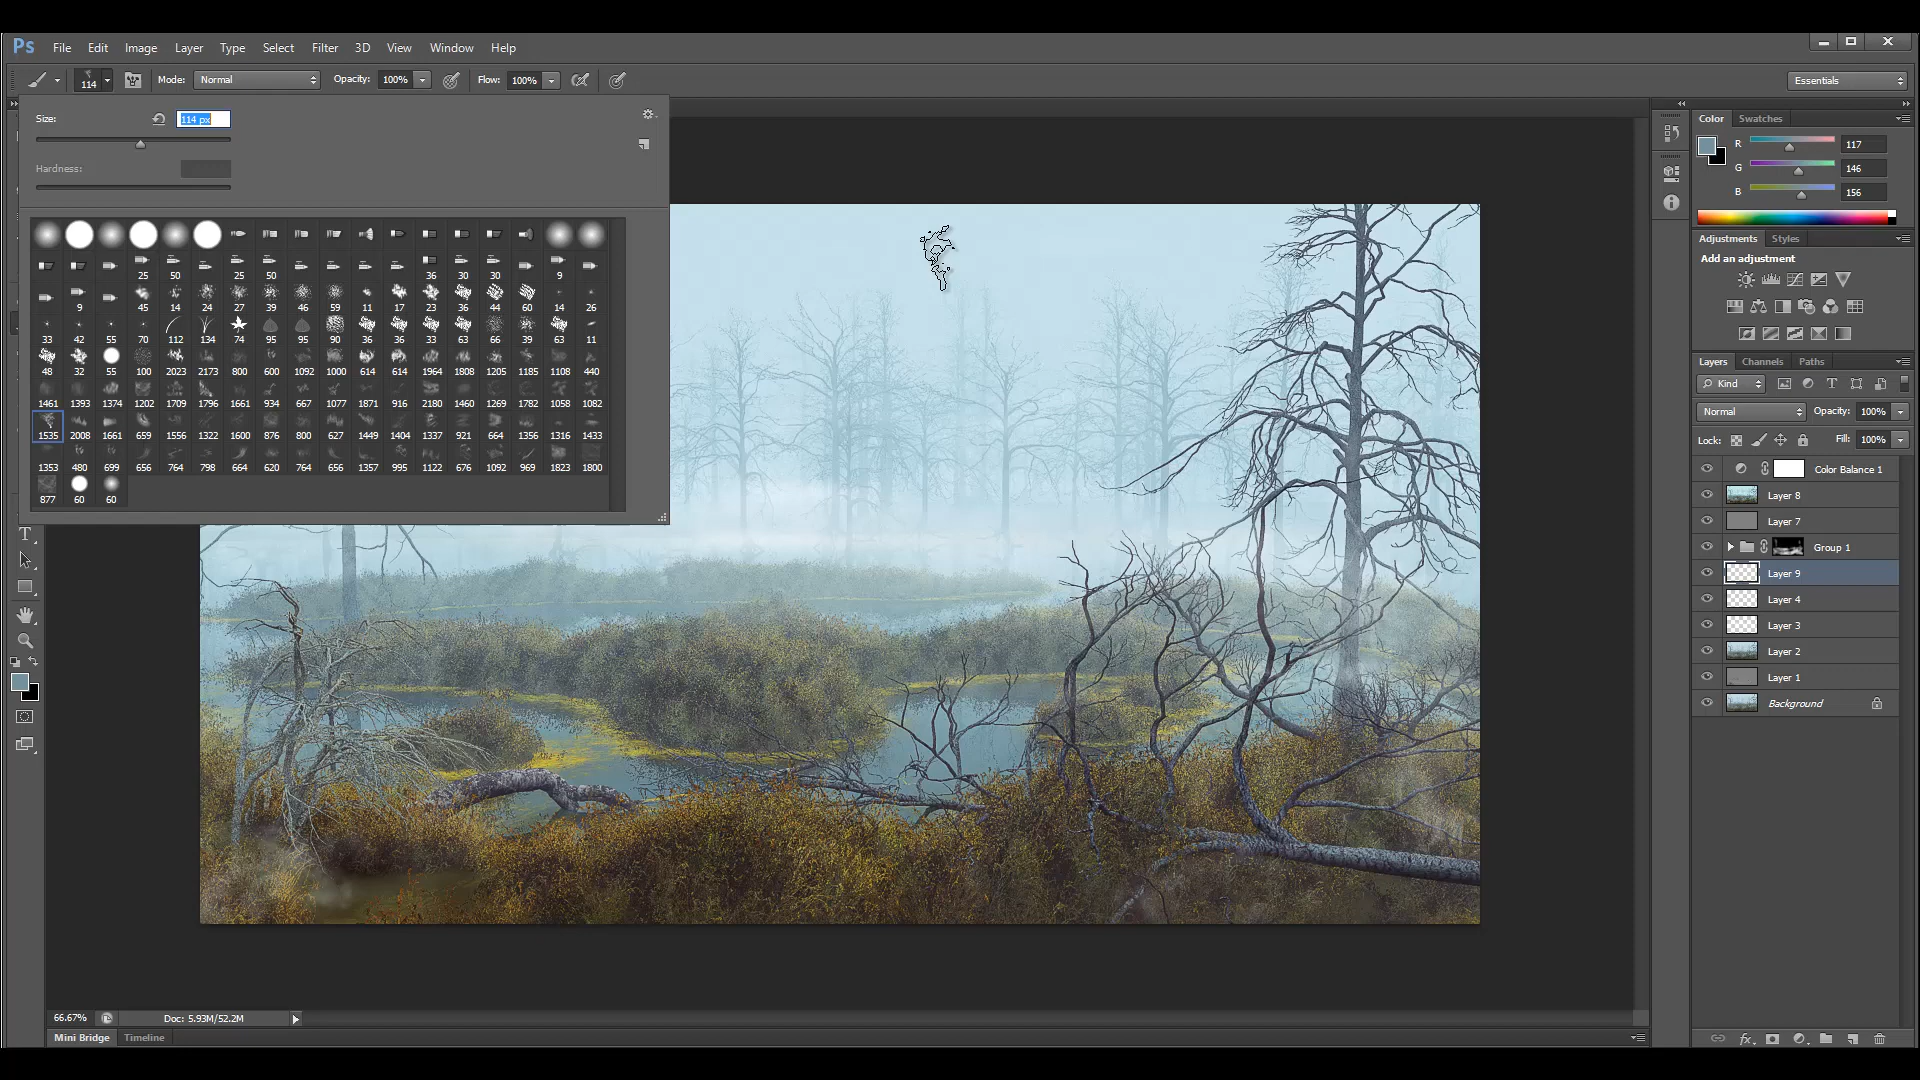 Ps File Edit Image Layer Type Select Filter 3D View Window Help
114 Mode: Normal Opacity: 100% Flow: 100% Essentials
Size: 114 px
Hardness:
25 50 25 50 36 30 30 9
9 45 14 24 27 39 46 59 11 17 23 36 44 60 14 26
33 42 55 70 112 134 74 95 95 90 36 36 33 63 66 39 63 11
48 32 55 100 2023 2173 800 600 1092 1000 614 614 1964 1808 1205 1185 1108 440
1461 1393 1374 1202 1709 1796 1661 934 667 1077 1871 916 2180 1460 1269 1782 1058 1082
1535 2008 1661 659 1556 1322 1600 876 800 627 1449 1404 1337 921 664 1356 1316 1433
1353 480 699 656 764 798 664 620 764 656 1357 995 1122 676 1092 969 1823 1800
877 60 60
Color Swatches
R 117
G 146
B 156
Adjustments Styles
Add an adjustment
Layers Channels Paths
Kind
Normal Opacity: 100%
Lock: Fill: 100%
Color Balance 1
Layer 8
Layer 7
Group 1
Layer 9
Layer 4
Layer 3
Layer 2
Layer 1
Background
T
66.67% Doc: 5.93M/52.2M
Mini Bridge Timeline
fx